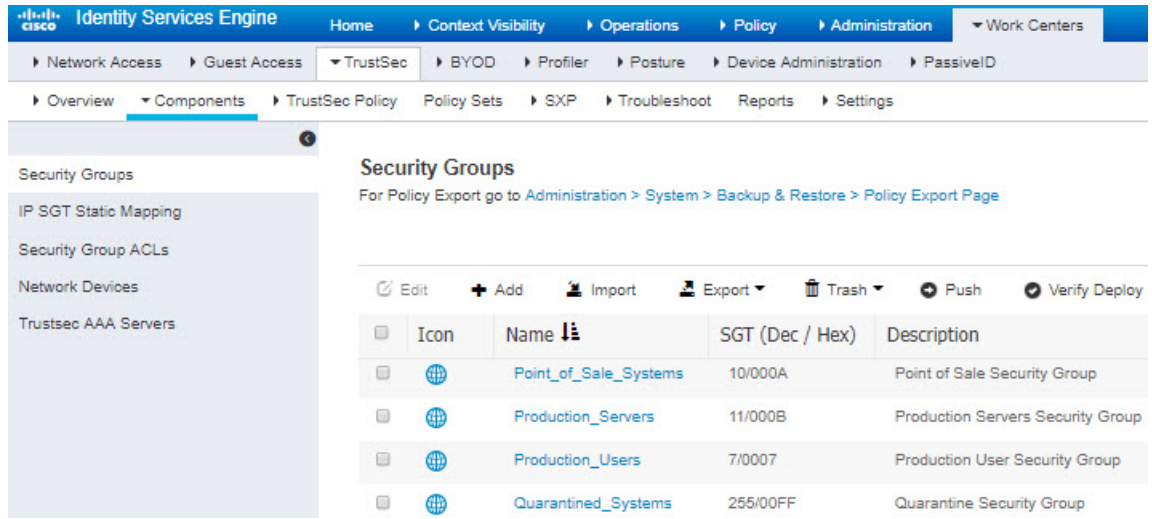 cisco Identity Services Engine Home Context Visibility Operations Policy Administration Work Centers
Network Access Guest Access TrustSec BYOD Profiler Posture Device Administration PassiveID
Overview Components TrustSec Policy Policy Sets SXP Troubleshoot Reports Settings
Security Groups
IP SGT Static Mapping
Security Group ACLs
Network Devices
Trustsec AAA Servers
Security Groups
For Policy Export go to Administration > System > Backup & Restore > Policy Export Page
Edit Add Import Export Trash Push Verify Deploy
Icon Name SGT (Dec / Hex) Description
Point_of_Sale_Systems 10/000A Point of Sale Security Group
Production_Servers 11/000B Production Servers Security Group
Production_Users 7/0007 Production User Security Group
Quarantined_Systems 255/00FF Quarantine Security Group